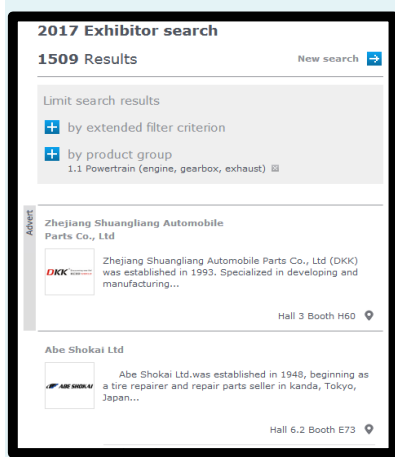 2017 Exhibitor search
1509 Results
New search
Limit search results
by extended filter criterion
by product group
1.1 Powertrain (engine, gearbox, exhaust)
Advert
Zhejiang Shuangliang Automobile
Parts Co., Ltd
DKK
Zhejiang Shuangliang Automobile Parts Co., Ltd (DKK)
was established in 1993. Specialized in developing and
manufacturing...
Hall 3 Booth H60
Abe Shokai Ltd
ABE SHOKAI
Abe Shokai Ltd.was established in 1948, beginning as
a tire repairer and repair parts seller in kanda, Tokyo,
Japan...
Hall 6.2 Booth E73